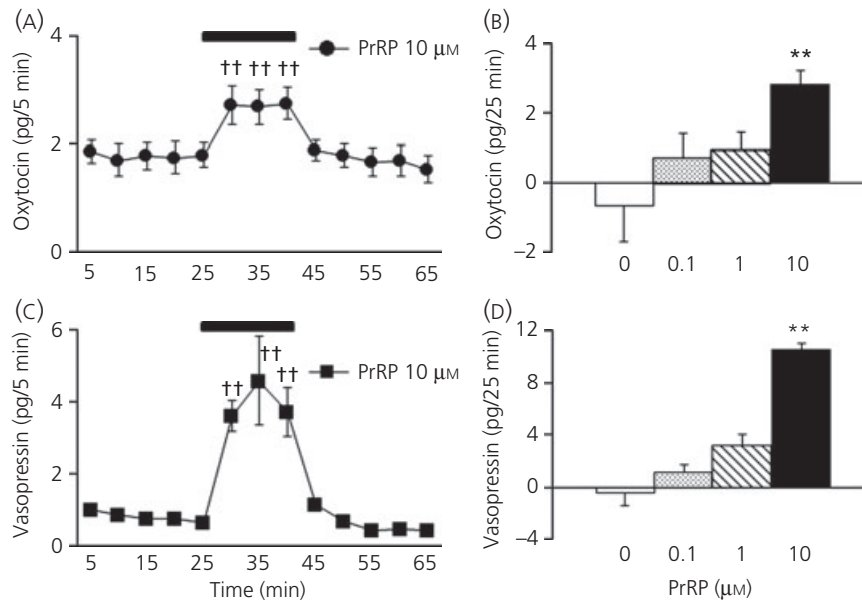 (A)
PrRP 10 μM
†† †† ††
Oxytocin (pg/5 min)
4
2
0
5 15 25 35 45 55 65
(B)
**
Oxytocin (pg/25 min)
4
2
0
–2
0 0.1 1 10
(C)
PrRP 10 μM
†† †† ††
Vasopressin (pg/5 min)
6
4
2
0
5 15 25 35 45 55 65
Time (min)
(D)
**
Vasopressin (pg/25 min)
12
8
4
0
–4
0 0.1 1 10
PrRP (μM)